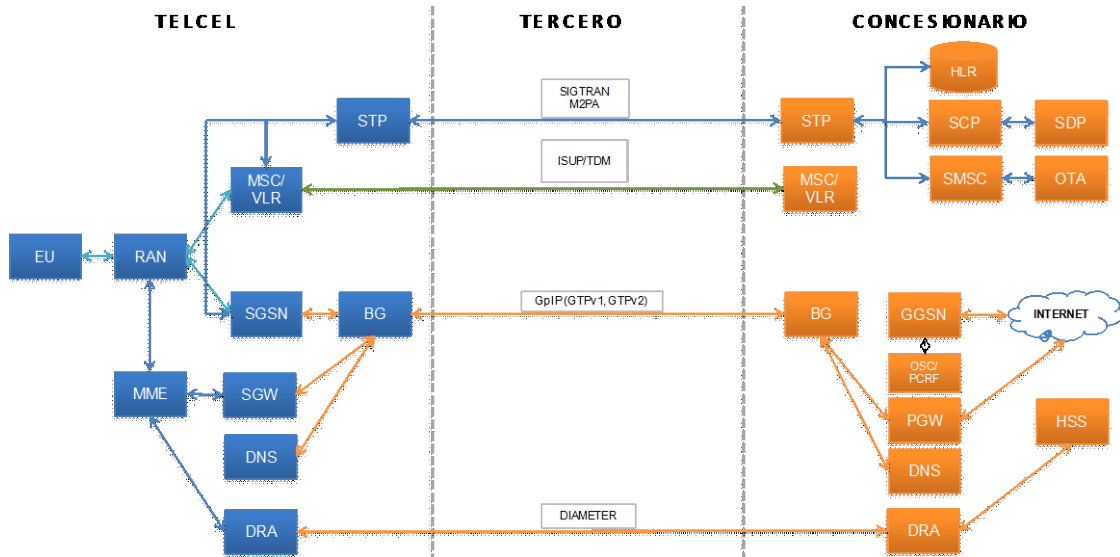 TELCEL
TERCERO
CONCESIONARIO
HLR
SIGTRAN
M2PA
STP
STP
SCP
SDP
ISUP/TDM
MSC/
VLR
MSC/
VLR
SMSC
OTA
EU
RAN
GpIP(GTPv1, GTPv2)
SGSN
BG
BG
GGSN
INTERNET
OSC/
PCRF
MME
SGW
PGW
HSS
DNS
DNS
DIAMETER
DRA
DRA